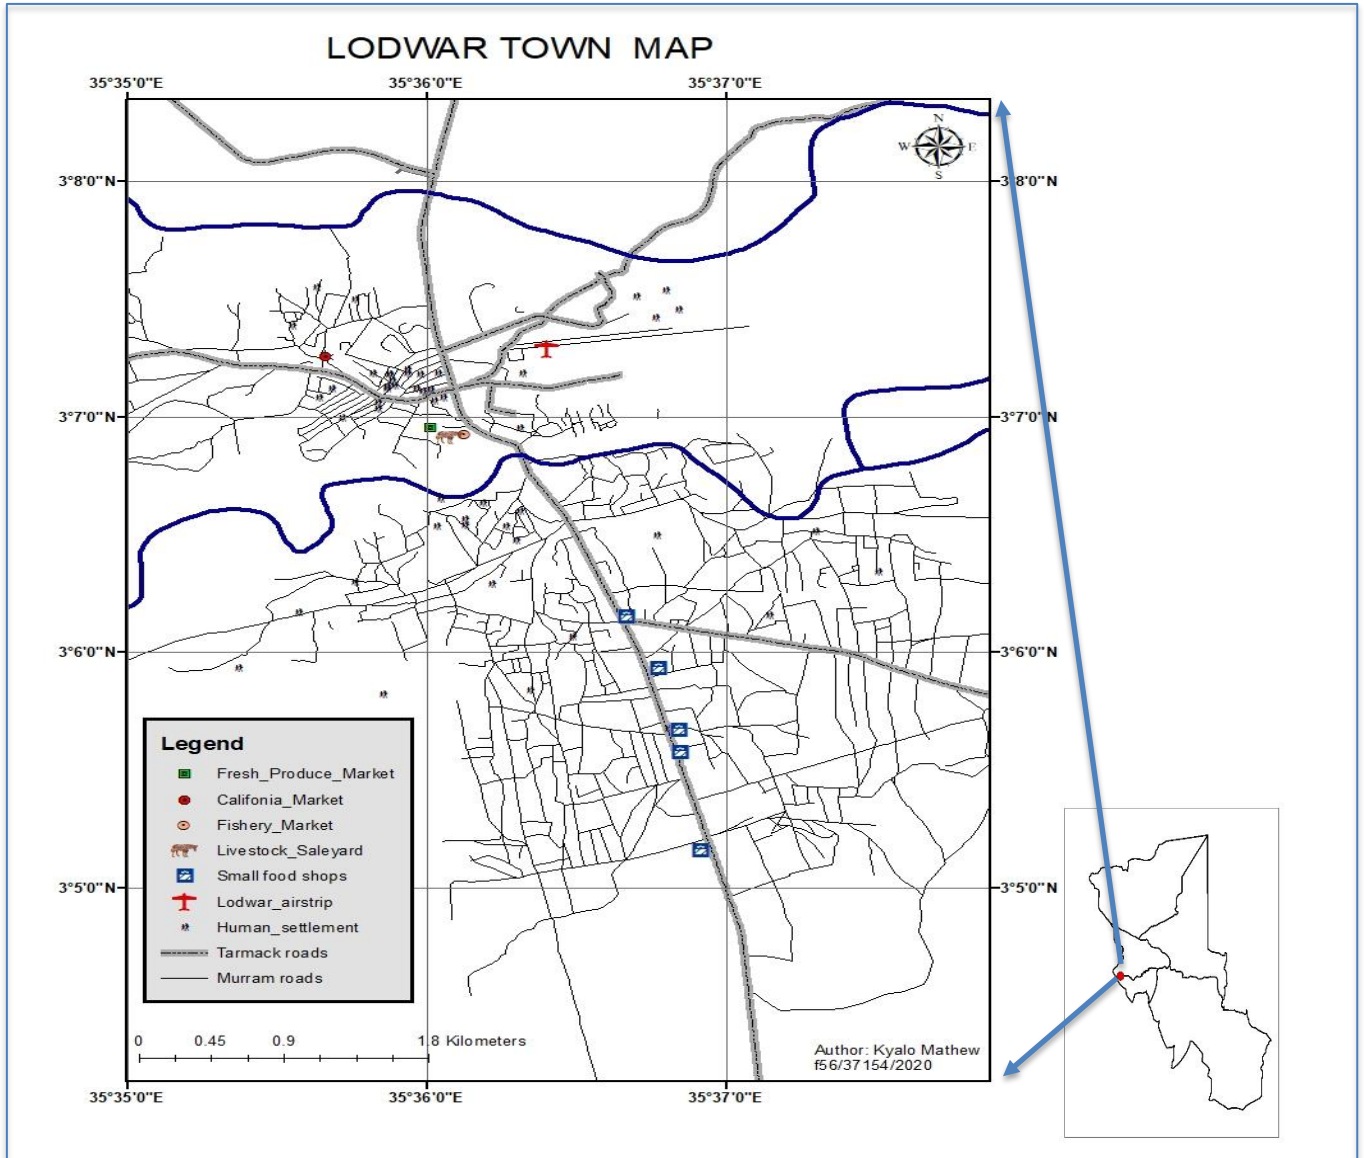 LODWAR TOWN MAP
35°35'0"E 35°36'0"E 35°37'0"E
N
W E
S
3°8'0"N 3°8'0"N
3°7'0"N 3°7'0"N
3°6'0"N 3°6'0"N
Legend
Fresh_Produce_Market
Califonia_Market
Fishery_Market
Livestock_Saleyard
Small food shops
Lodwar_airstrip
Human_settlement
Tarmack roads
Murram roads
3°5'0"N 3°5'0"N
0 0.45 0.9 1.8 Kilometers
Author: Kyalo Mathew
f56/37154/2020
35°35'0"E 35°36'0"E 35°37'0"E